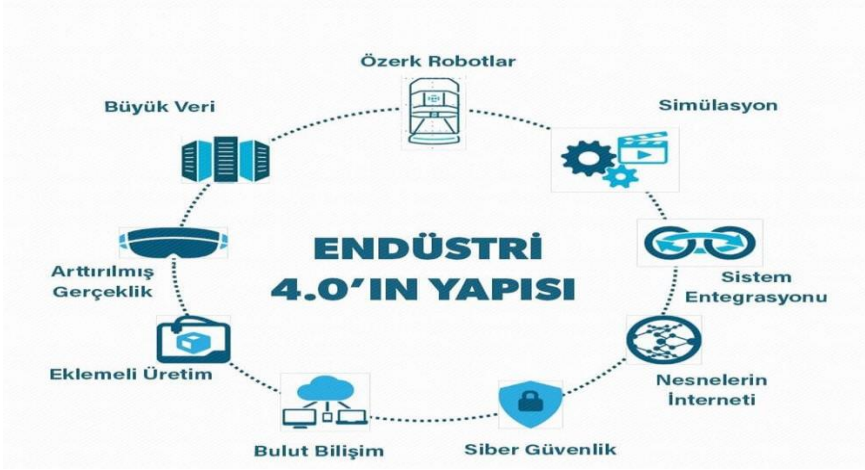 Özerk Robotlar
Büyük Veri
Simülasyon
ENDÜSTRİ
4.0’IN YAPISI
Arttırılmış
Gerçeklik
Sistem
Entegrasyonu
Eklemeli Üretim
Nesnelerin
İnterneti
Bulut Bilişim
Siber Güvenlik